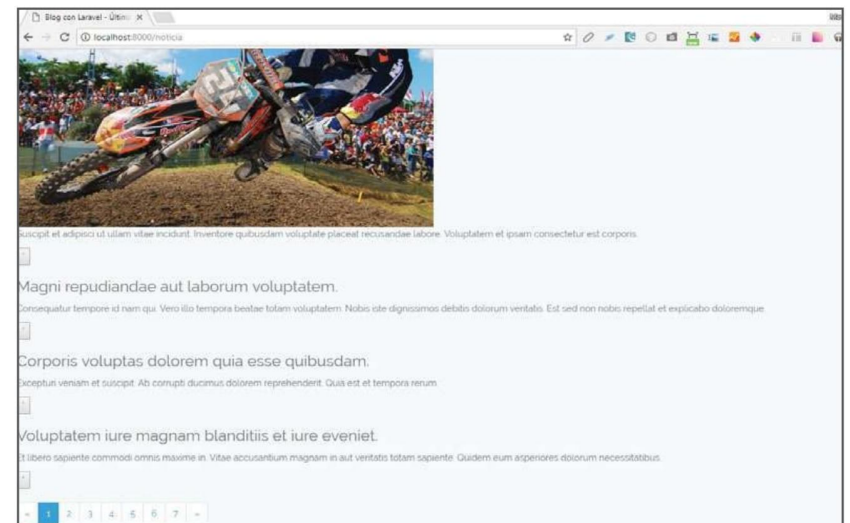 Blog con Laravel - Últim
localhost:8000/noticia
Suscipit et adipisci ut ullam vitae incidunt. Inventore quibusdam voluptate placeat recusandae labore. Voluptatem et ipsam consectetur est corporis.
Magni repudiandae aut laborum voluptatem.
Consequatur tempore id nam qui. Vero illo tempora beatae totam voluptatem. Nobis iste dignissimos debitis dolorum veritatis. Est sed non nobis repellat et explicabo doloremque.
Corporis voluptas dolorem quia esse quibusdam.
Excepturi veniam et suscipit. Ab corrupti ducimus dolorem reprehenderit. Quia est et tempora rerum.
Voluptatem iure magnam blanditiis et iure eveniet.
Et libero sapiente commodi omnis maxime in. Vitae accusantium magnam in aut veritatis totam sapiente. Quidem eum asperiores dolorum necessitatibus.
« 1 2 3 4 5 6 7 »